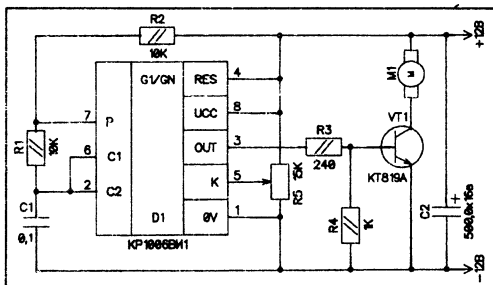 R2
10K
+12В
G1/GN
RES
4
M1
M
7
P
UCC
8
VT1
R1
10K
6
C1
OUT
3
R3
240
КТ819А
2
C2
K
5
15K
R5
C1
0,1
D1
0V
1
R4
1K
C2
500,0х16в
+
КР1006ВИ1
-12В